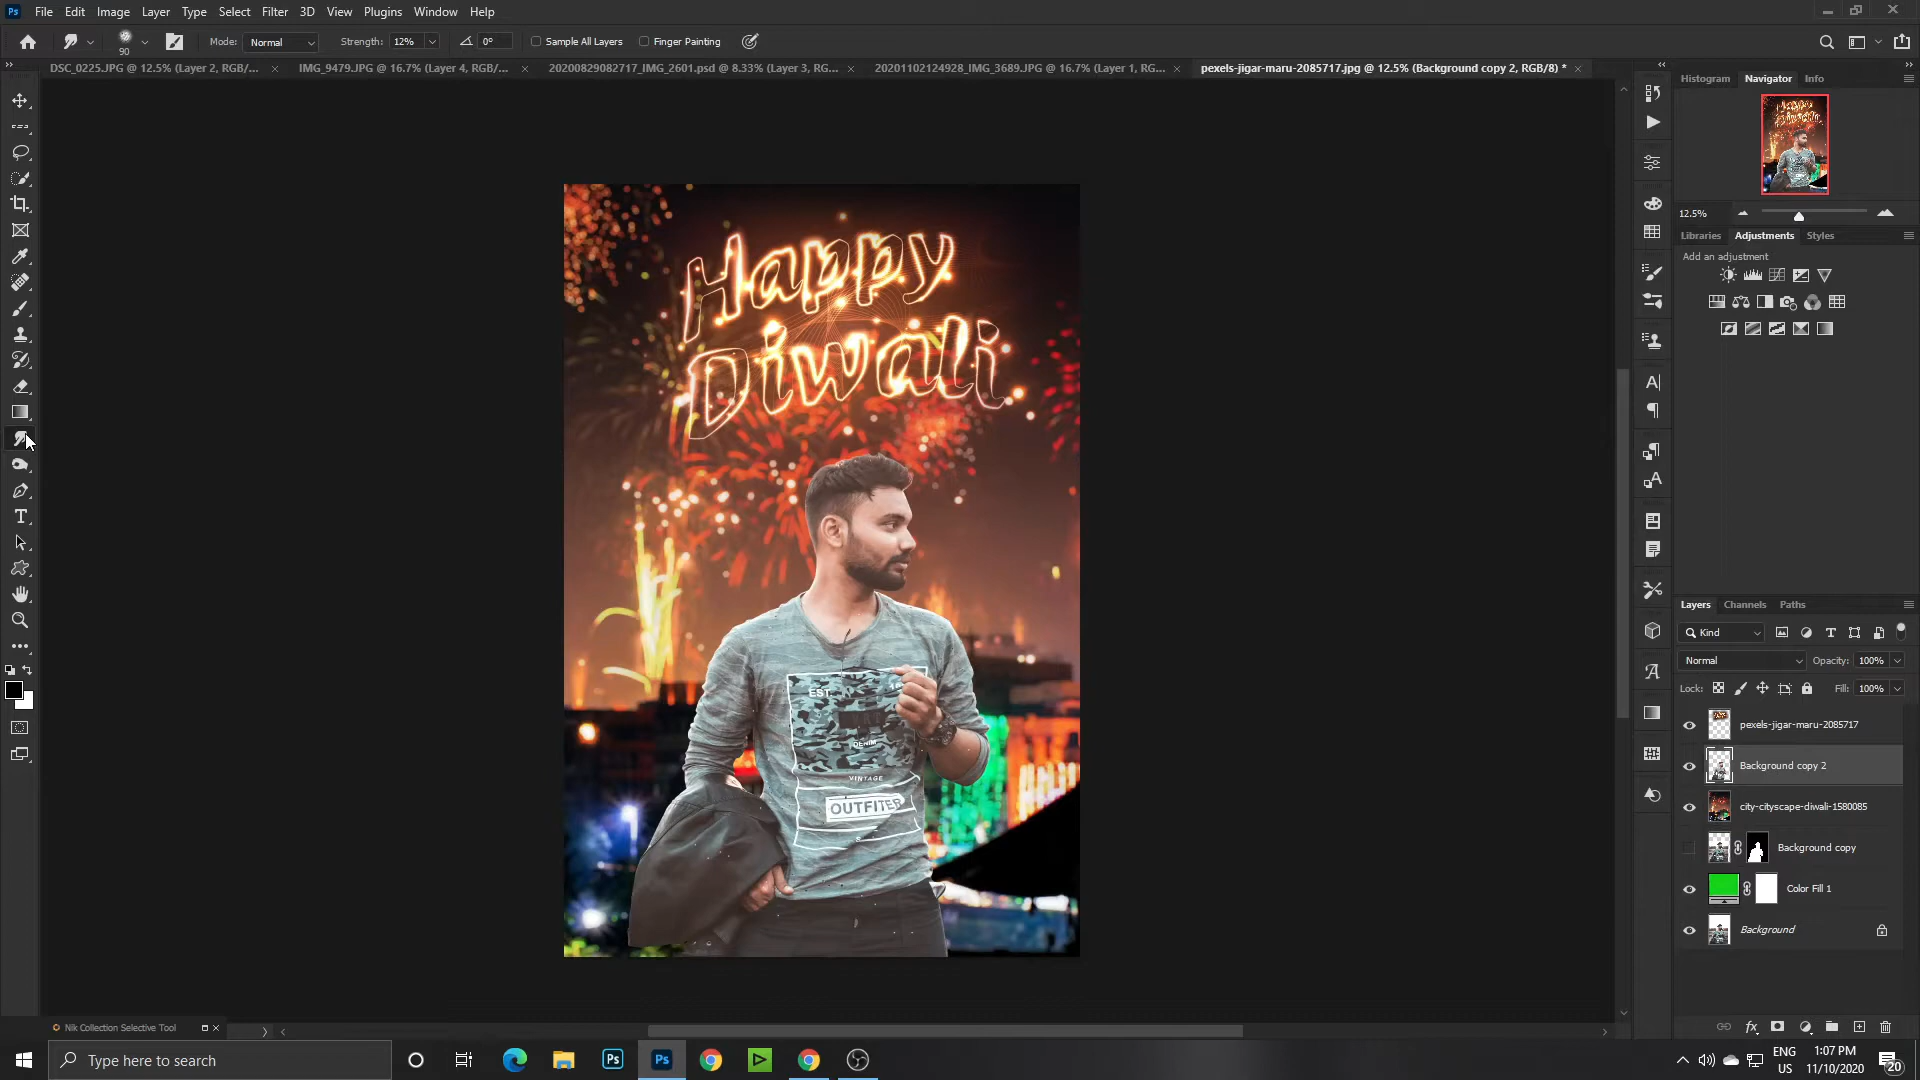 Ps File Edit Image Layer Type Select Filter 3D View Plugins Window Help
90 Mode: Normal Strength: 12% 0° Sample All Layers Finger Painting
DSC_0225.JPG @ 12.5% (Layer 2, RGB/... IMG_9479.JPG @ 16.7% (Layer 4, RGB/... 20200829082717_IMG_2601.psd @ 8.33% (Layer 3, RG... 20201102124928_IMG_3689.JPG @ 16.7% (Layer 1, RG... pexels-jigar-maru-2085717.jpg @ 12.5% (Background copy 2, RGB/8) *
Histogram Navigator Info
12.5%
Libraries Adjustments Styles
Add an adjustment
Happy
Diwali
EST
DENIM
VINTAGE
OUTFITER
Layers Channels Paths
Kind
Normal Opacity: 100%
Lock: Fill: 100%
pexels-jigar-maru-2085717
Background copy 2
city-cityscape-diwali-1580085
Background copy
Color Fill 1
Background
Nik Collection Selective Tool
Type here to search
ENG
US
1:07 PM
11/10/2020
20